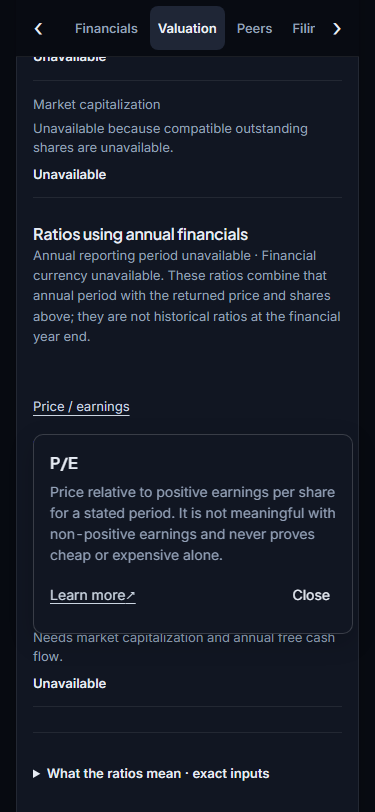 ‹ Financials Valuation Peers Filir ›
Unavailable
Market capitalization
Unavailable because compatible outstanding
shares are unavailable.
Unavailable
Ratios using annual financials
Annual reporting period unavailable · Financial
currency unavailable. These ratios combine that
annual period with the returned price and shares
above; they are not historical ratios at the financial
year end.
Price / earnings
P/E
Price relative to positive earnings per share
for a stated period. It is not meaningful with
non-positive earnings and never proves
cheap or expensive alone.
Learn more↗ Close
Needs market capitalization and annual free cash
flow.
Unavailable
▶ What the ratios mean · exact inputs